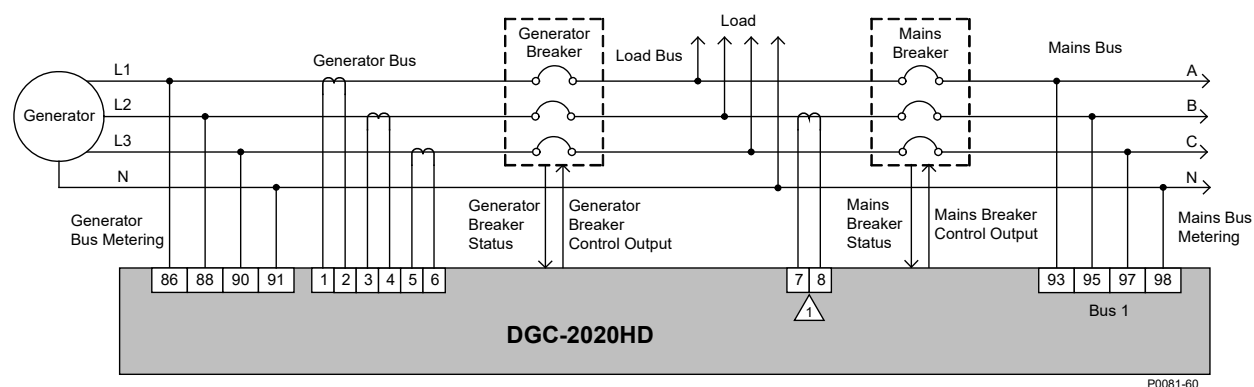 Load
Generator
Breaker
Mains
Breaker
Generator Bus
Load Bus
Mains Bus
L1
A
L2
B
Generator
L3
C
N
N
Generator
Bus Metering
Generator
Breaker
Status
Generator
Breaker
Control Output
Mains
Breaker
Status
Mains Breaker
Control Output
Mains Bus
Metering
86 88 90 91 1 2 3 4 5 6 7 8 93 95 97 98
1
Bus 1
DGC-2020HD
P0081-60